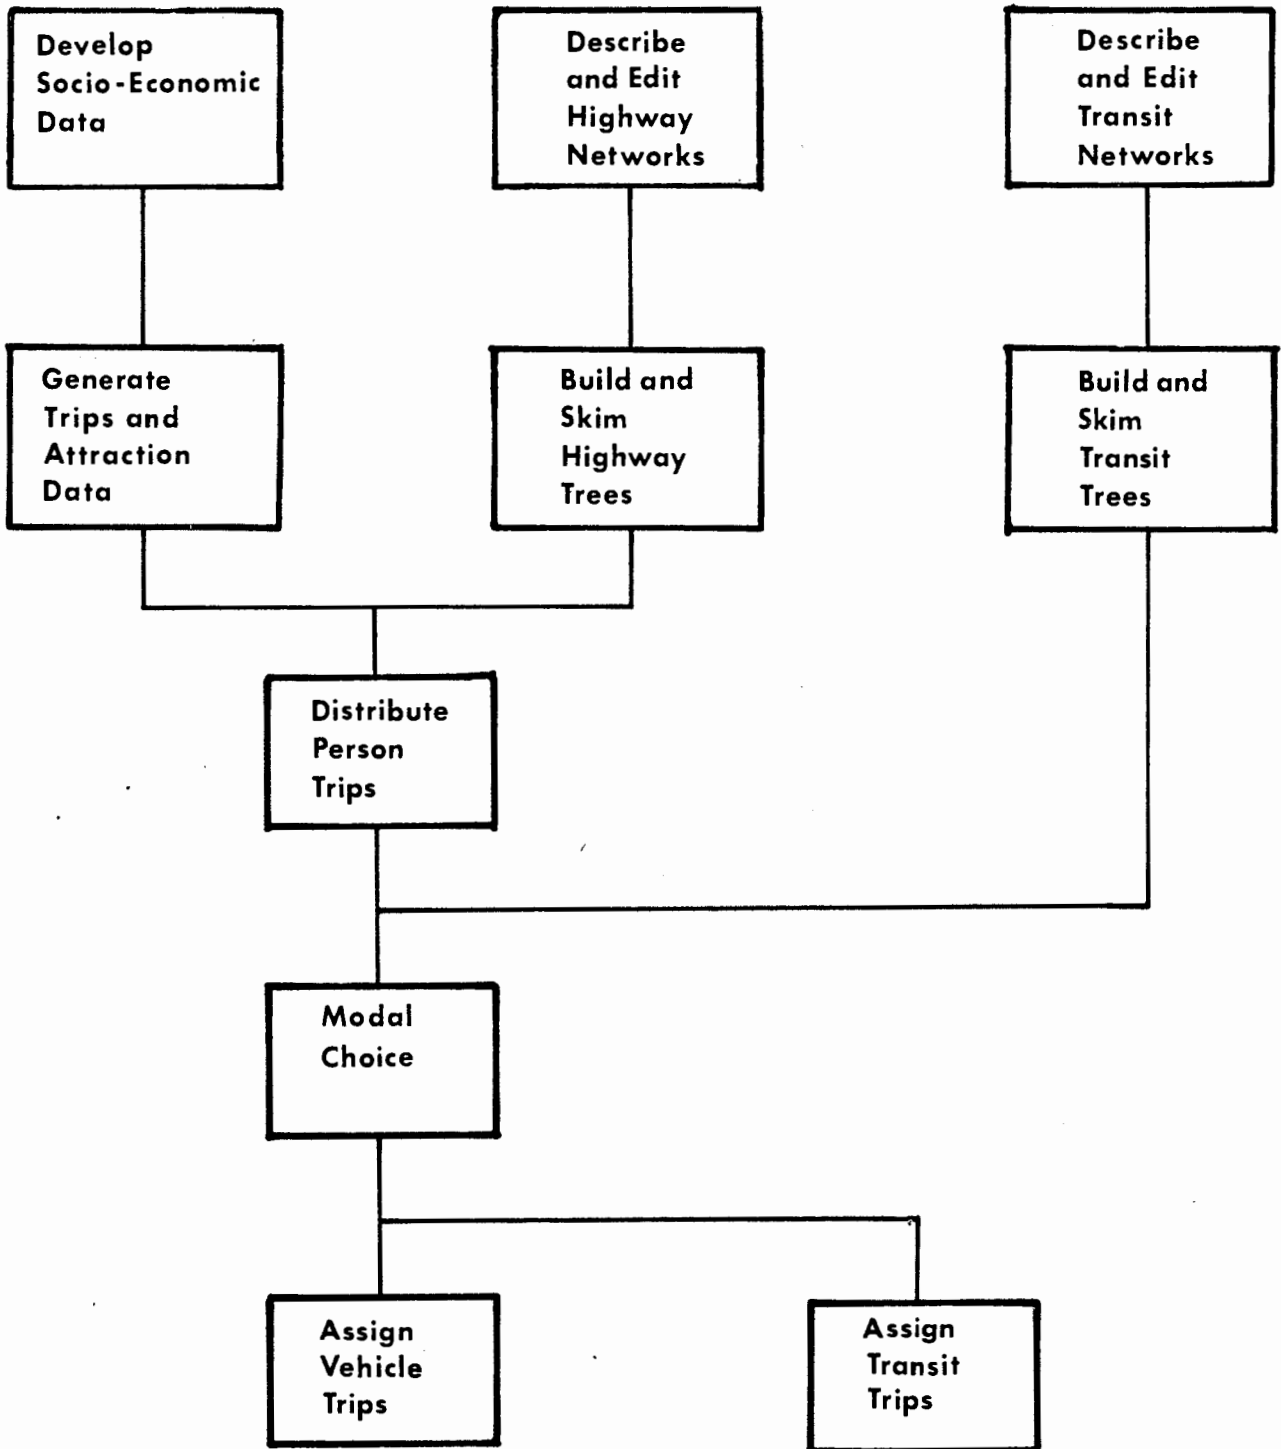 Develop
Socio-Economic
Data
Describe
and Edit
Highway
Networks
Describe
and Edit
Transit
Networks
Generate
Trips and
Attraction
Data
Build and
Skim
Highway
Trees
Build and
Skim
Transit
Trees
Distribute
Person
Trips
Modal
Choice
Assign
Vehicle
Trips
Assign
Transit
Trips